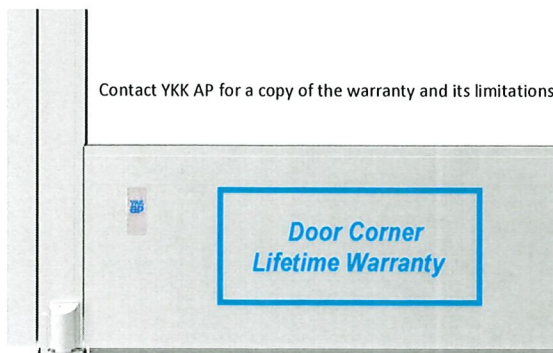 Contact YKK AP for a copy of the warranty and its limitations
YKK
ap
Door Corner
Lifetime Warranty